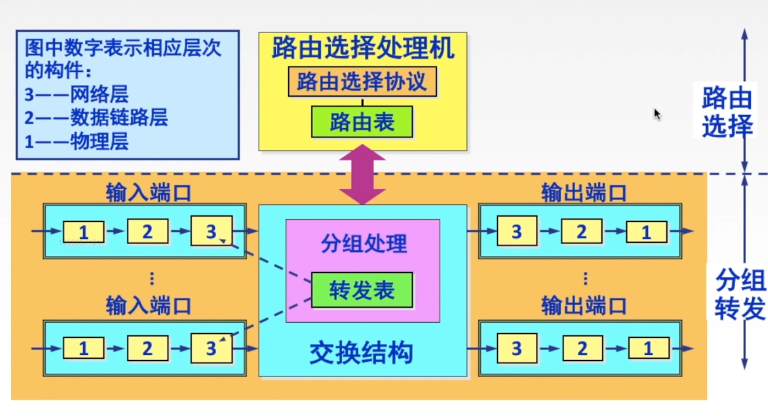 图中数字表示相应层次
的构件：
3——网络层
2——数据链路层
1——物理层
路由选择处理机
路由选择协议
路由表
路由
选择
输入端口
1
2
3
输入端口
1
2
3
分组处理
转发表
交换结构
输出端口
3
2
1
输出端口
3
2
1
分组
转发